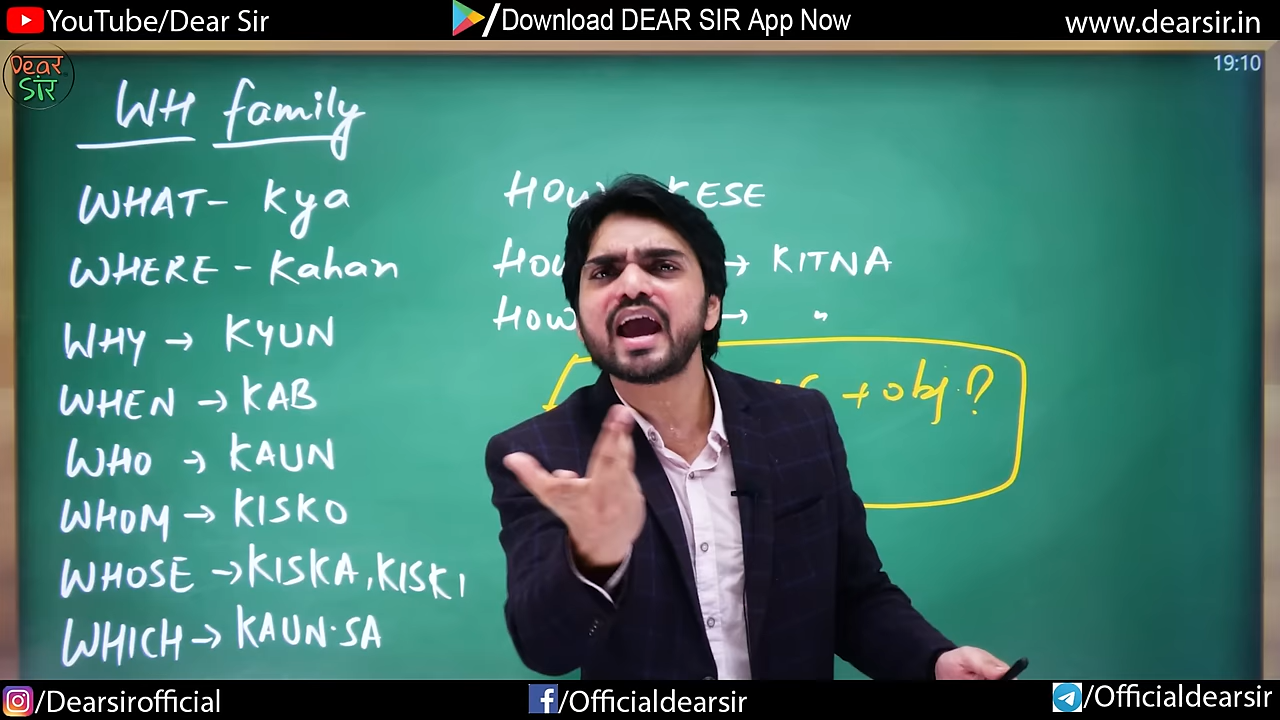 YouTube/Dear Sir
/Download DEAR SIR App Now
www.dearsir.in
Dear
Sir
19:10
WH family
WHAT - Kya
WHERE - Kahan
WHY → KYUN
WHEN → KAB
WHO → KAUN
WHOM → KISKO
WHOSE → KISKA, KISKI
WHICH → KAUN-SA
HOW KESE
HOW → KITNA
HOW → "
+ obj.?
/Dearsirofficial
/Officialdearsir
/Officialdearsir